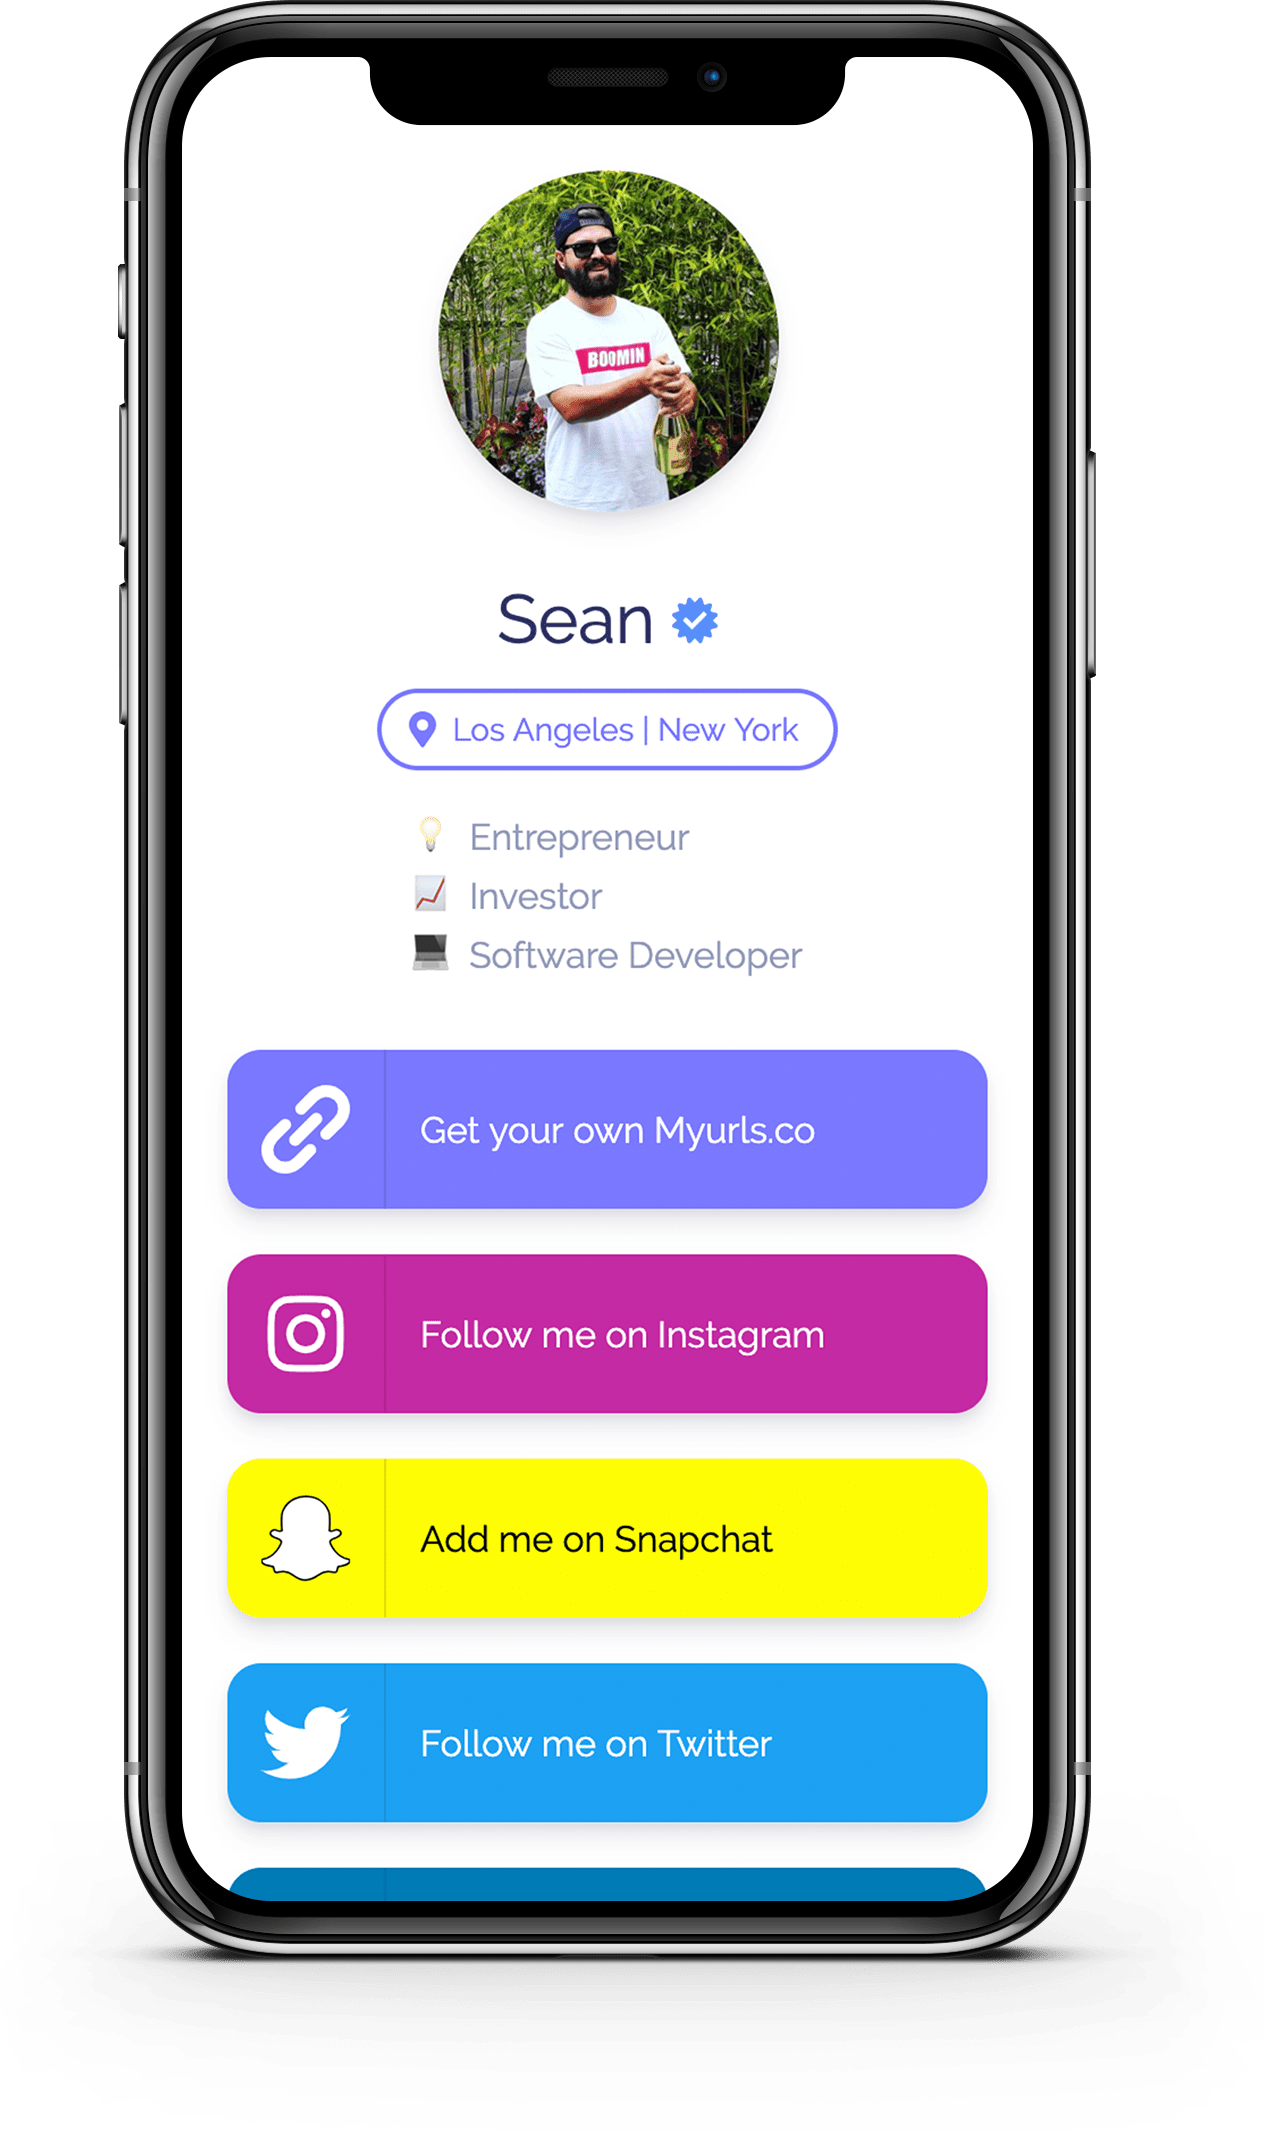 BOOMIN
Sean
Los Angeles | New York
Entrepreneur
Investor
Software Developer
Get your own Myurls.co
Follow me on Instagram
Add me on Snapchat
Follow me on Twitter